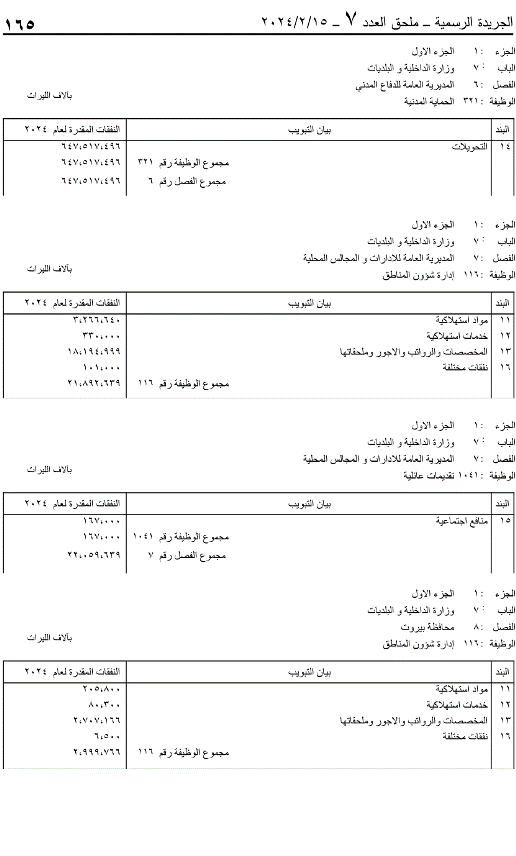 الجريدة الرسمية ــ ملحق العدد ٧ ــ ٢٠٢٤/٢/١٥ ١٦٥
الجزء : ١ الجزء الاول
الباب : ٧ وزارة الداخلية و البلديات
الفصل : ٦ المديرية العامة للدفاع المدني
الوظيفة : ٣٢١ الحماية المدنية بآلاف الليرات
البند بيان التبويب النفقات المقدرة لعام ٢٠٢٤
١٤ التحويلات ٦٤٧،٥١٧،٤٩٦
مجموع الوظيفة رقم ٣٢١ ٦٤٧،٥١٧،٤٩٦
مجموع الفصل رقم ٦ ٦٤٧،٥١٧،٤٩٦
الجزء : ١ الجزء الاول
الباب : ٧ وزارة الداخلية و البلديات
الفصل : ٧ المديرية العامة للادارات و المجالس المحلية
الوظيفة : ١١٦ إدارة شؤون المناطق بآلاف الليرات
البند بيان التبويب النفقات المقدرة لعام ٢٠٢٤
١١ مواد استهلاكية ٣،٢٦٦،٦٤٠
١٢ خدمات استهلاكية ٣٣٠،٠٠٠
١٣ المخصصات والرواتب والاجور وملحقاتها ١٨،١٩٤،٩٩٩
١٦ نفقات مختلفة ١٠١،٠٠٠
مجموع الوظيفة رقم ١١٦ ٢١،٨٩٢،٦٣٩
الجزء : ١ الجزء الاول
الباب : ٧ وزارة الداخلية و البلديات
الفصل : ٧ المديرية العامة للادارات و المجالس المحلية
الوظيفة : ١٠٤١ تقديمات عائلية بآلاف الليرات
البند بيان التبويب النفقات المقدرة لعام ٢٠٢٤
١٥ منافع اجتماعية ١٦٧،٠٠٠
مجموع الوظيفة رقم ١٠٤١ ١٦٧،٠٠٠
مجموع الفصل رقم ٧ ٢٢،٠٥٩،٦٣٩
الجزء : ١ الجزء الاول
الباب : ٧ وزارة الداخلية و البلديات
الفصل : ٨ محافظة بيروت
الوظيفة : ١١٦ إدارة شؤون المناطق بآلاف الليرات
البند بيان التبويب النفقات المقدرة لعام ٢٠٢٤
١١ مواد استهلاكية ٢٠٥،٨٠٠
١٢ خدمات استهلاكية ٨٠،٣٠٠
١٣ المخصصات والرواتب والاجور وملحقاتها ٢،٧٠٧،١٦٦
١٦ نفقات مختلفة ٦،٥٠٠
مجموع الوظيفة رقم ١١٦ ٢،٩٩٩،٧٦٦